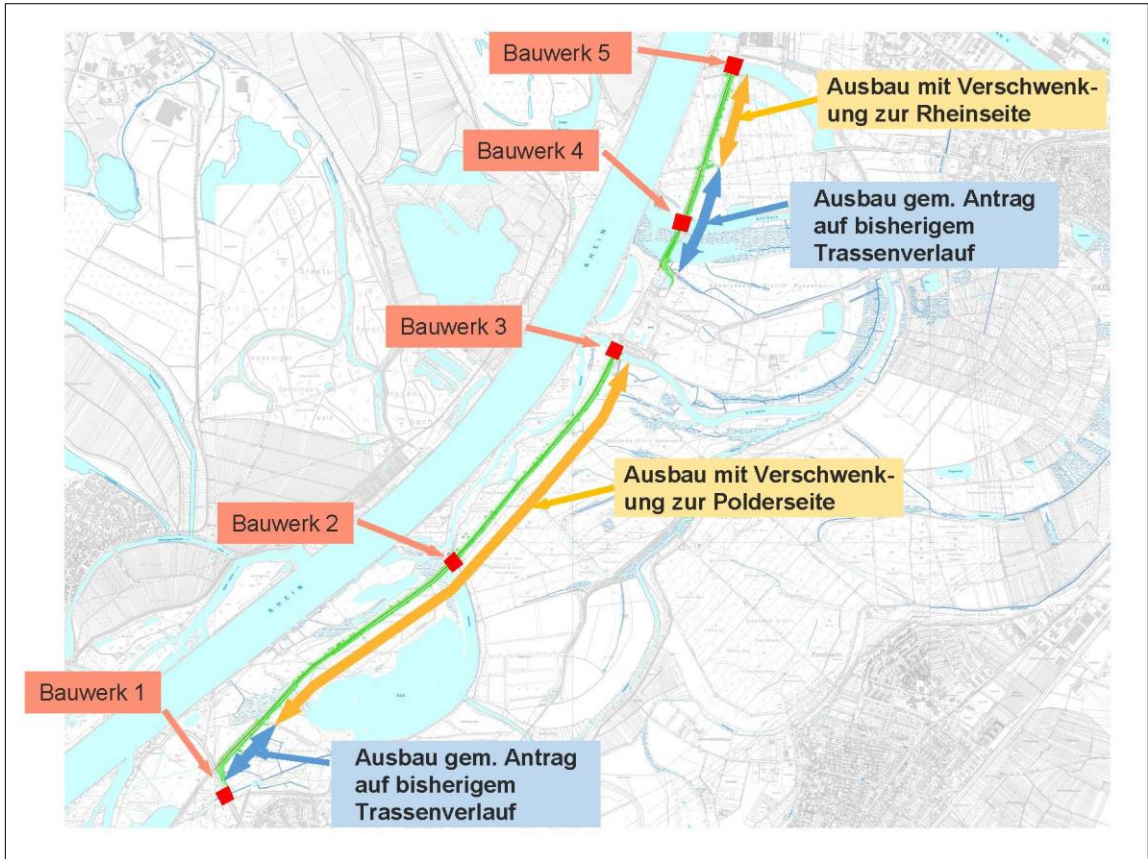 Bauwerk 5
Ausbau mit Verschwenk-
ung zur Rheinseite
Bauwerk 4
Ausbau gem. Antrag
auf bisherigem
Trassenverlauf
RHEIN
Bauwerk 3
Ausbau mit Verschwenk-
ung zur Polderseite
Bauwerk 2
RHEIN
Bauwerk 1
Ausbau gem. Antrag
auf bisherigem
Trassenverlauf